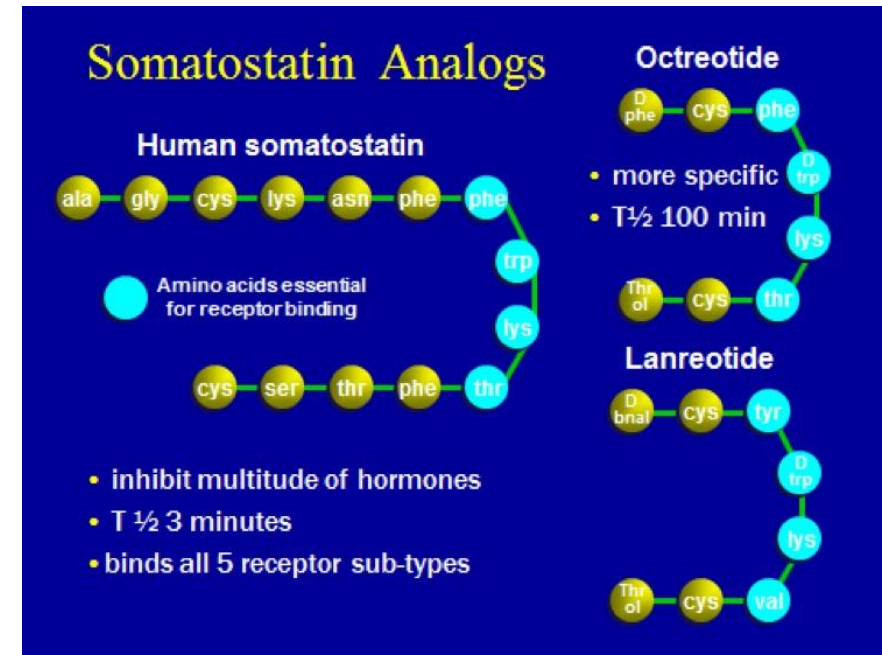 Somatostatin Analogs
Human somatostatin
ala gly cys lys asn phe phe
trp
lys
cys ser thr phe thr
Amino acids essential
for receptor binding
• inhibit multitude of hormones
• T ½ 3 minutes
• binds all 5 receptor sub-types
Octreotide
D phe cys phe
D trp
lys
Thr ol cys thr
• more specific
• T½ 100 min
Lanreotide
D bnal cys tyr
D trp
lys
Thr ol cys val